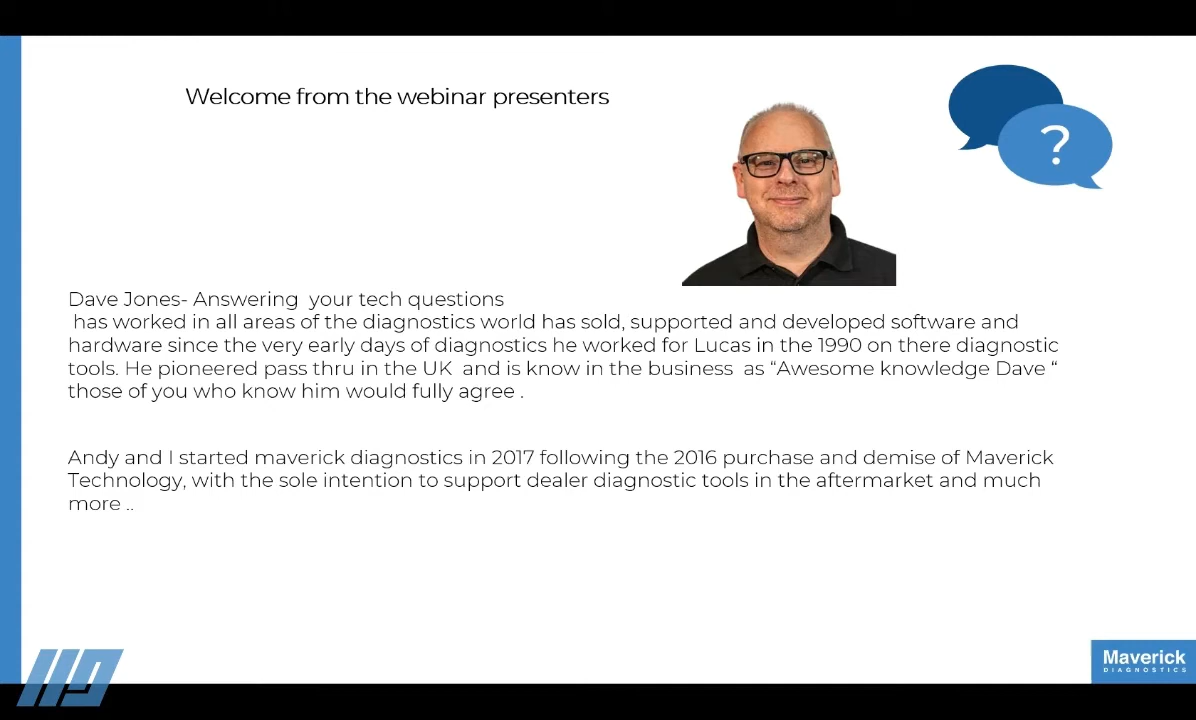 Welcome from the webinar presenters
?
Dave Jones- Answering  your tech questions
has worked in all areas of the diagnostics world has sold, supported and developed software and
hardware since the very early days of diagnostics he worked for Lucas in the 1990 on there diagnostic
tools. He pioneered pass thru in the UK  and is know in the business  as “Awesome knowledge Dave “
those of you who know him would fully agree .
Andy and I started maverick diagnostics in 2017 following the 2016 purchase and demise of Maverick
Technology, with the sole intention to support dealer diagnostic tools in the aftermarket and much
more ..
Maverick
DIAGNOSTICS